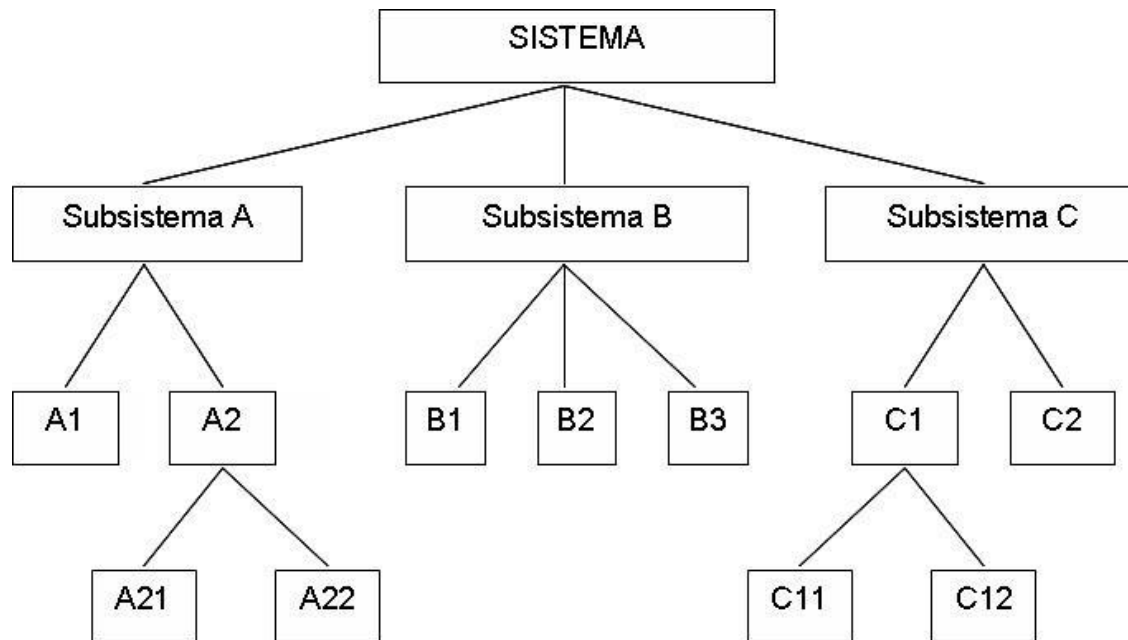 SISTEMA
Subsistema A
Subsistema B
Subsistema C
A1
A2
B1
B2
B3
C1
C2
A21
A22
C11
C12